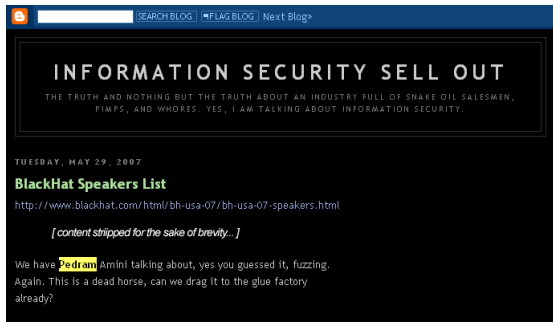 SEARCH BLOG FLAG BLOG Next Blog»
INFORMATION SECURITY SELL OUT
THE TRUTH AND NOTHING BUT THE TRUTH ABOUT AN INDUSTRY FULL OF SNAKE OIL SALESMEN,
PIMPS, AND WHORES. YES, I AM TALKING ABOUT INFORMATION SECURITY.
TUESDAY, MAY 29, 2007
BlackHat Speakers List
http://www.blackhat.com/html/bh-usa-07/bh-usa-07-speakers.html
[ content striipped for the sake of brevity... ]
We have Pedram Amini talking about, yes you guessed it, fuzzing.
Again. This is a dead horse, can we drag it to the glue factory
already?